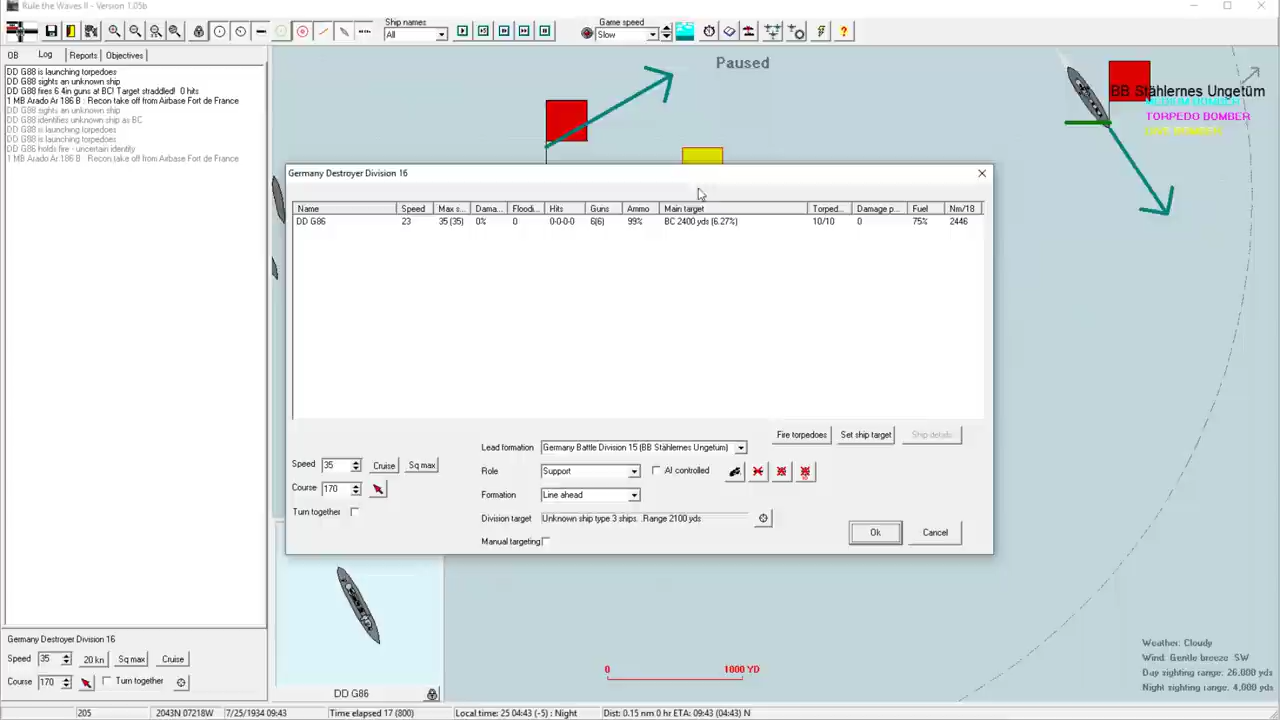 Rule the Waves II - Version 1.05b
Ship names
All
Game speed
Slow
OB
Log
Reports
Objectives
DD G88 is launching torpedoes
DD G88 sights an unknown ship
DD G88 fires 6 4in guns at BC! Target straddled! 0 hits
1 MB Arado Ar 186 B : Recon take off from Airbase Fort de France
DD G88 sights an unknown ship
DD G88 identifies unknown ship as BC
DD G88 is launching torpedoes
DD G88 is launching torpedoes
DD G86 holds fire - uncertain identity
1 MB Arado Ar 186 B : Recon take off from Airbase Fort de France
Paused
BB Stählernes Ungetüm
MEDIUM BOMBER
TORPEDO BOMBER
DIVE BOMBER
Germany Destroyer Division 16
Name Speed Max s... Dama... Floodi... Hits Guns Ammo Main target Torped... Damage p... Fuel Nm/18
DD G86 23 35 (35) 0% 0 0-0-0-0 6(6) 99% BC 2400 yds (6.27%) 10/10 0 75% 2446
Fire torpedoes
Set ship target
Ship details
Lead formation Germany Battle Division 15 (BB Stählernes Ungetüm)
Speed 35 Cruise Sq max
Role Support AI controlled
Course 170
Formation Line ahead
Turn together
Division target Unknown ship type 3 ships. .Range 2100 yds
Ok
Cancel
Manual targeting
DD G86
0 1000 YD
Weather: Cloudy
Wind: Gentle breeze SW
Day sighting range: 26,000 yds
Night sighting range: 4,000 yds
Germany Destroyer Division 16
Speed 35 20 kn Sq max Cruise
Course 170 Turn together
205
2043N 07218W
7/25/1934 09:43
Time elapsed 17 (800)
Local time: 25 04:43 (-5) : Night
Dist: 0.15 nm 0 hr ETA: 09:43 (04:43) N